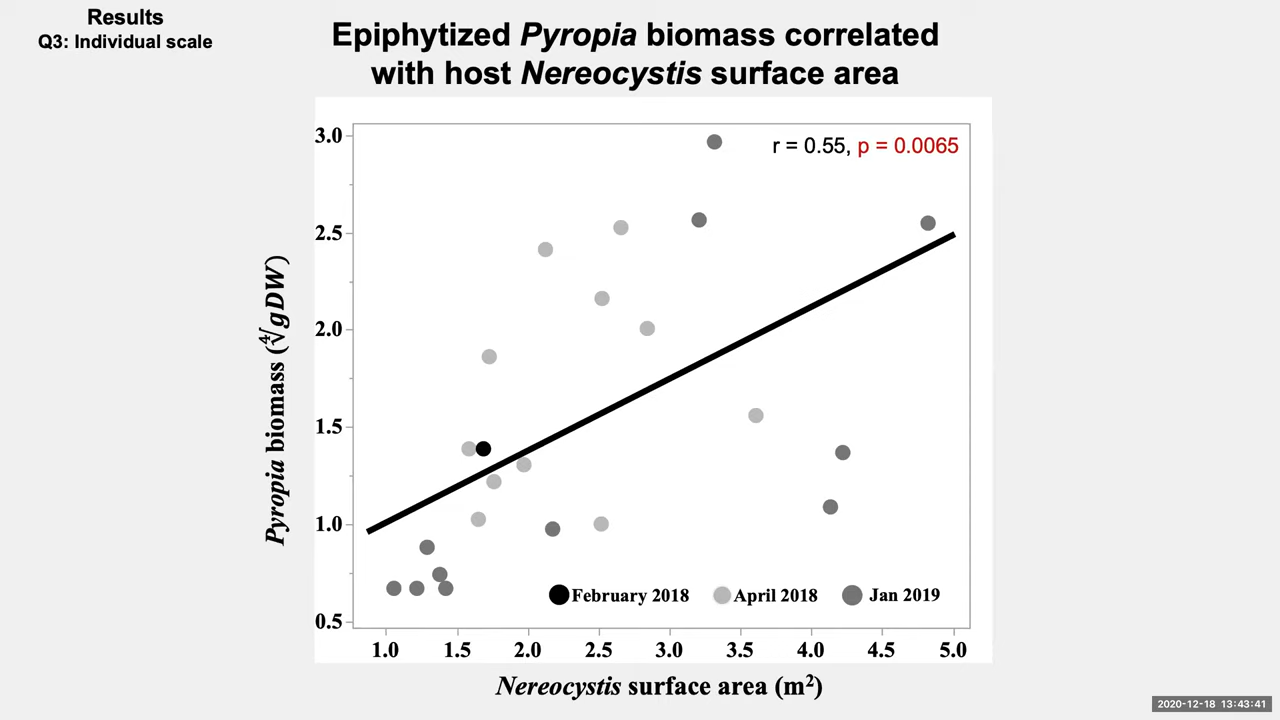 Results
Q3: Individual scale
Epiphytized Pyropia biomass correlated
with host Nereocystis surface area
r = 0.55, p = 0.0065
3.0
2.5
2.0
1.5
1.0
0.5
Pyropia biomass (∜gDW)
February 2018
April 2018
Jan 2019
1.0 1.5 2.0 2.5 3.0 3.5 4.0 4.5 5.0
Nereocystis surface area (m²)
2020-12-18 13:43:41